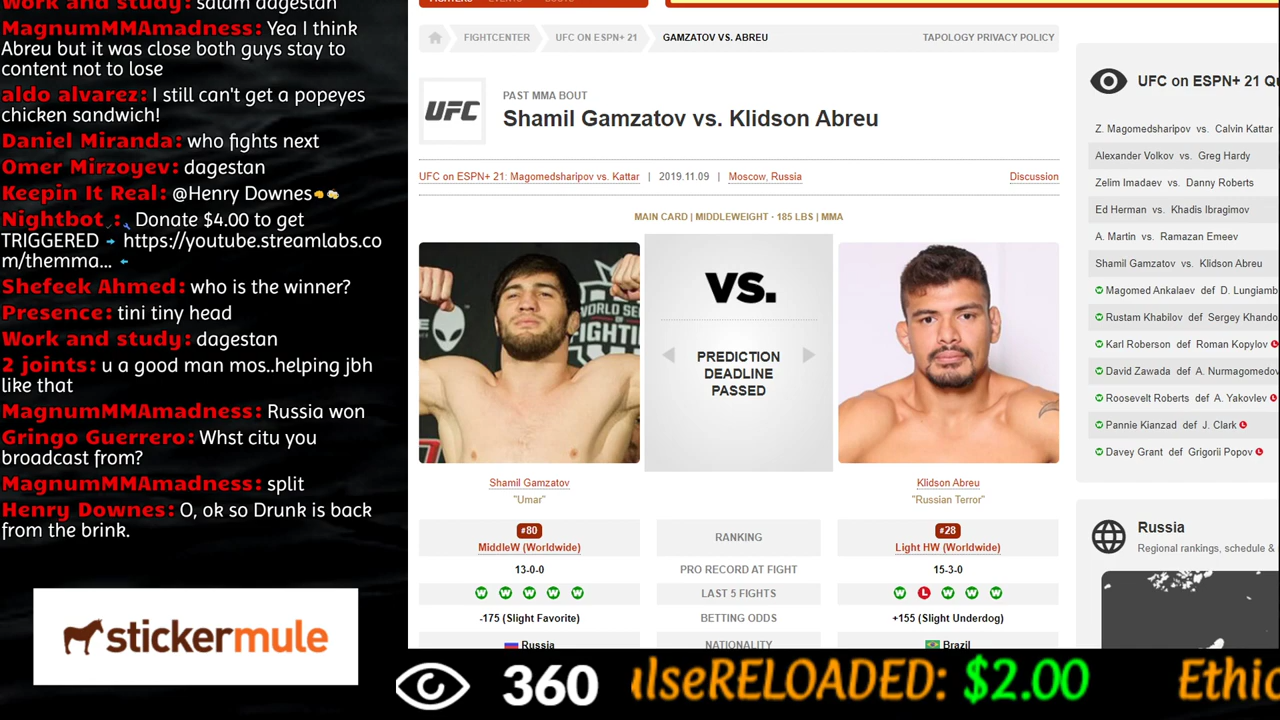 Work and study: salam dagestan
MagnumMMAmadness: Yea I think
Abreu but it was close both guys stay to
content not to lose
aldo alvarez: I still can't get a popeyes
chicken sandwich!
Daniel Miranda: who fights next
Omer Mirzoyev: dagestan
Keepin It Real: @Henry Downes
Nightbot : Donate $4.00 to get
TRIGGERED https://youtube.streamlabs.co
m/themma...
Shefeek Ahmed: who is the winner?
Presence: tini tiny head
Work and study: dagestan
2 joints: u a good man mos..helping jbh
like that
MagnumMMAmadness: Russia won
Gringo Guerrero: Whst citu you
broadcast from?
MagnumMMAmadness: split
Henry Downes: O, ok so Drunk is back
from the brink.
stickermule
FIGHTCENTER UFC ON ESPN+ 21 GAMZATOV VS. ABREU TAPOLOGY PRIVACY POLICY
UFC
PAST MMA BOUT
Shamil Gamzatov vs. Klidson Abreu
UFC on ESPN+ 21: Magomedsharipov vs. Kattar | 2019.11.09 | Moscow, Russia Discussion
MAIN CARD | MIDDLEWEIGHT · 185 LBS | MMA
WORLD SERIES
FIGHTI
VS.
PREDICTION
DEADLINE
PASSED
Shamil Gamzatov Klidson Abreu
"Umar" "Russian Terror"
#80 RANKING #28
MiddleW (Worldwide) Light HW (Worldwide)
13-0-0 PRO RECORD AT FIGHT 15-3-0
W W W W W LAST 5 FIGHTS W L W W W
-175 (Slight Favorite) BETTING ODDS +155 (Slight Underdog)
Russia NATIONALITY Brazil
UFC on ESPN+ 21 Q
Z. Magomedsharipov vs. Calvin Kattar
Alexander Volkov vs. Greg Hardy
Zelim Imadaev vs. Danny Roberts
Ed Herman vs. Khadis Ibragimov
A. Martin vs. Ramazan Emeev
Shamil Gamzatov vs. Klidson Abreu
W Magomed Ankalaev def D. Lungiamb
W Rustam Khabilov def Sergey Khando
W Karl Roberson def Roman Kopylov L
W David Zawada def A. Nurmagomedov
W Roosevelt Roberts def A. Yakovlev L
W Pannie Kianzad def J. Clark L
W Davey Grant def Grigorii Popov L
Russia
Regional rankings, schedule &
360 ulseRELOADED: $2.00 Ethic